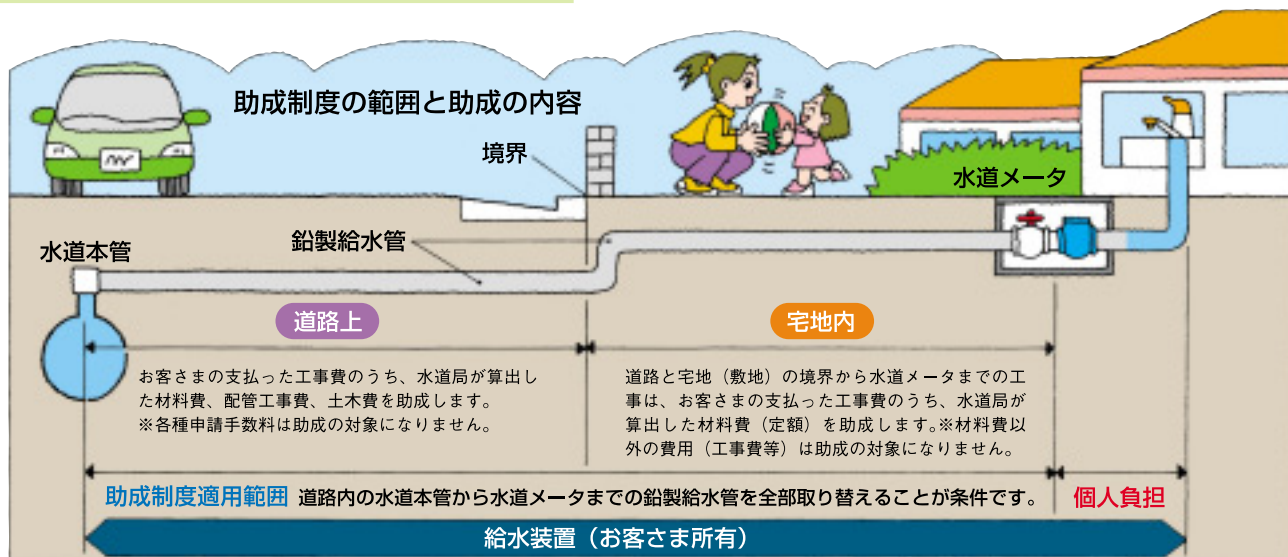 助成制度の範囲と助成の内容
境界
水道メータ
鉛製給水管
水道本管
道路上
宅地内
お客さまの支払った工事費のうち、水道局が算出し
た材料費、配管工事費、土木費を助成します。
※各種申請手数料は助成の対象になりません。
道路と宅地（敷地）の境界から水道メータまでの工
事は、お客さまの支払った工事費のうち、水道局が
算出した材料費（定額）を助成します。※材料費以
外の費用（工事費等）は助成の対象になりません。
助成制度適用範囲 道路内の水道本管から水道メータまでの鉛製給水管を全部取り替えることが条件です。
個人負担
給水装置（お客さま所有）